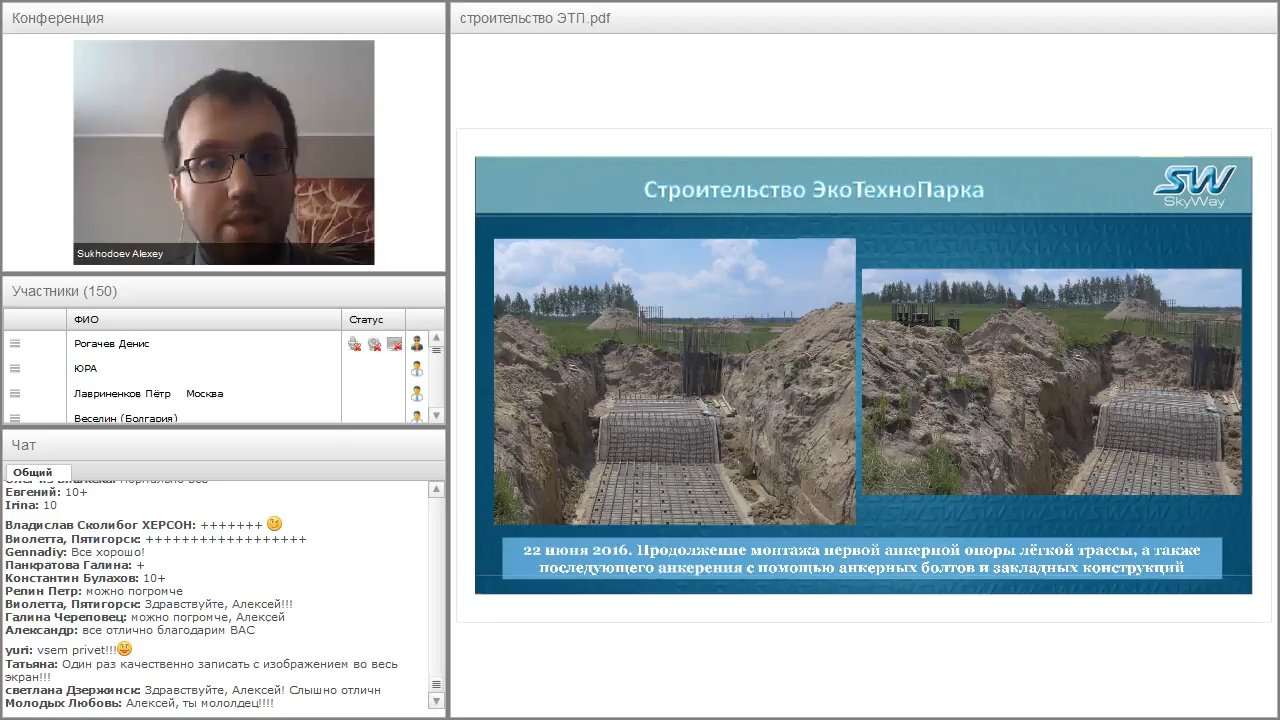 Конференция
Sukhodoev Alexey
Участники (150)
ФИО
Статус
Рогачев Денис
ЮРА
Лавриненков Пётр Москва
Веселин (Болгария)
Чат
Общий
Евгений: 10+
Irina: 10
Владислав Сколибог ХЕРСОН: +++++++
Виолетта, Пятигорск: ++++++++++++++++++
Gennadiy: Все хорошо!
Панкратова Галина: +
Константин Булахов: 10+
Репин Петр: можно погромче
Виолетта, Пятигорск: Здравствуйте, Алексей!!!
Галина Череповец: можно погромче, Алексей
Александр: все отлично благодарим ВАС
yuri: vsem privet!!!
Татьяна: Один раз качественно записать с изображением во весь
экран!!!
светлана Дзержинск: Здравствуйте, Алексей! Слышно отличн
Молодых Любовь: Алексей, ты мололдец!!!!
строительство ЭТП.pdf
Строительство ЭкоТехноПарка
SW
SkyWay
22 июня 2016. Продолжение монтажа первой анкерной опоры лёгкой трассы, а также
последующего анкерения с помощью анкерных болтов и закладных конструкций